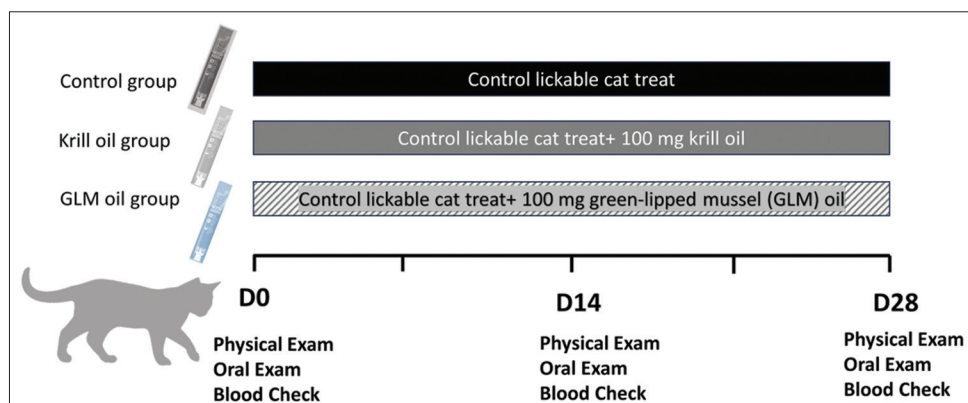 Control group
Control lickable cat treat
Krill oil group
Control lickable cat treat+ 100 mg krill oil
GLM oil group
Control lickable cat treat+ 100 mg green-lipped mussel (GLM) oil
D0
D14
D28
Physical Exam
Oral Exam
Blood Check
Physical Exam
Oral Exam
Blood Check
Physical Exam
Oral Exam
Blood Check